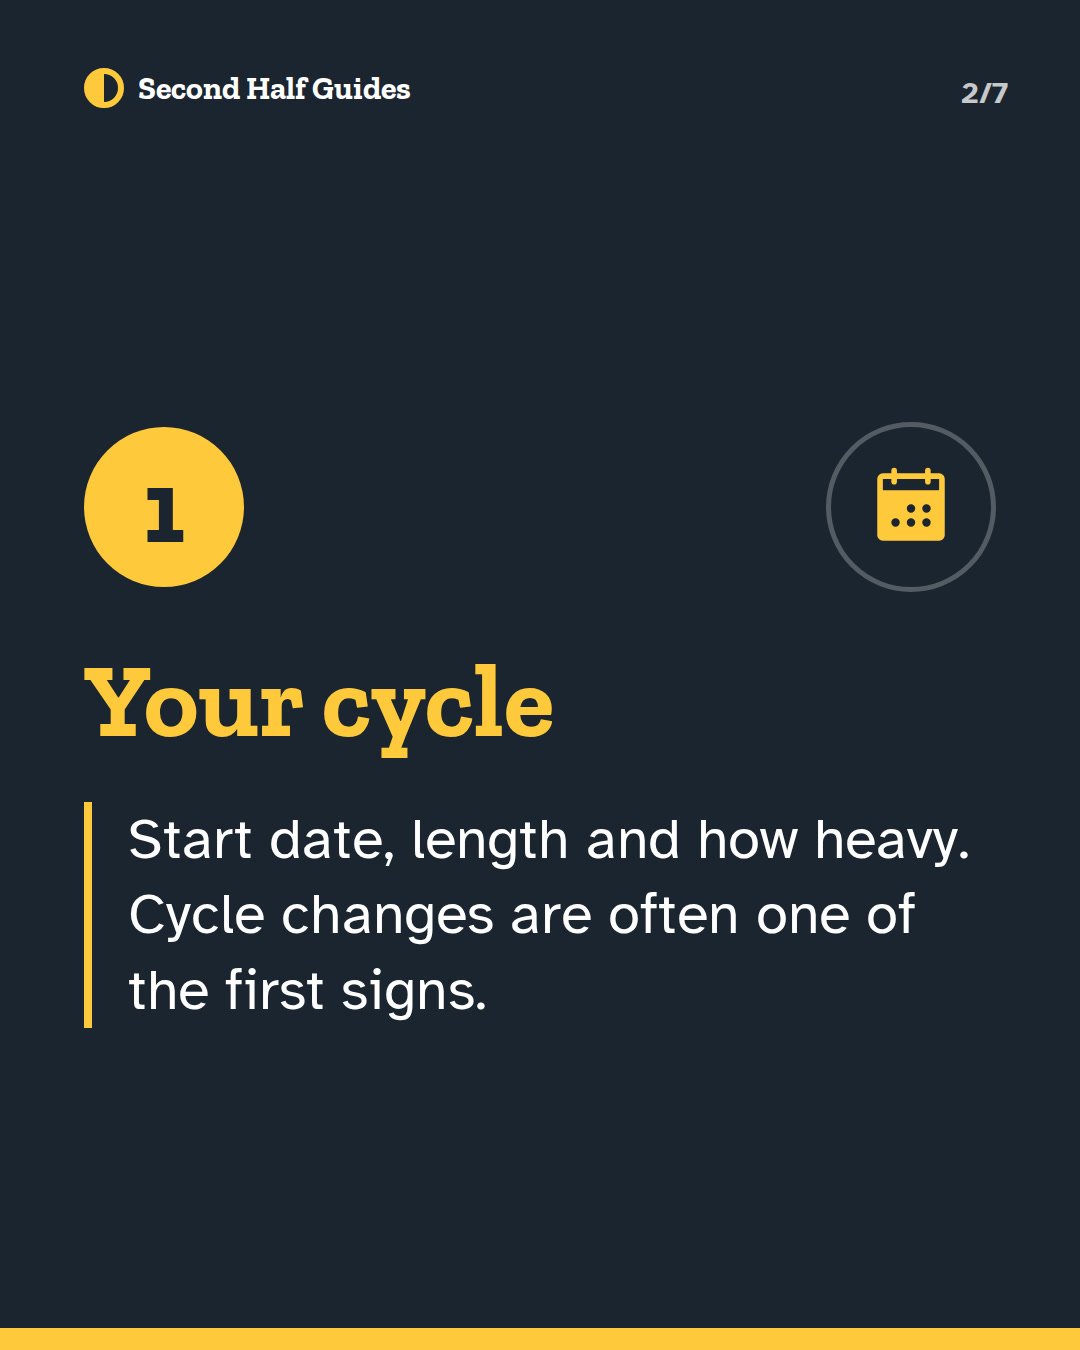 Second Half Guides
2/7
1
Your cycle
Start date, length and how heavy.
Cycle changes are often one of
the first signs.